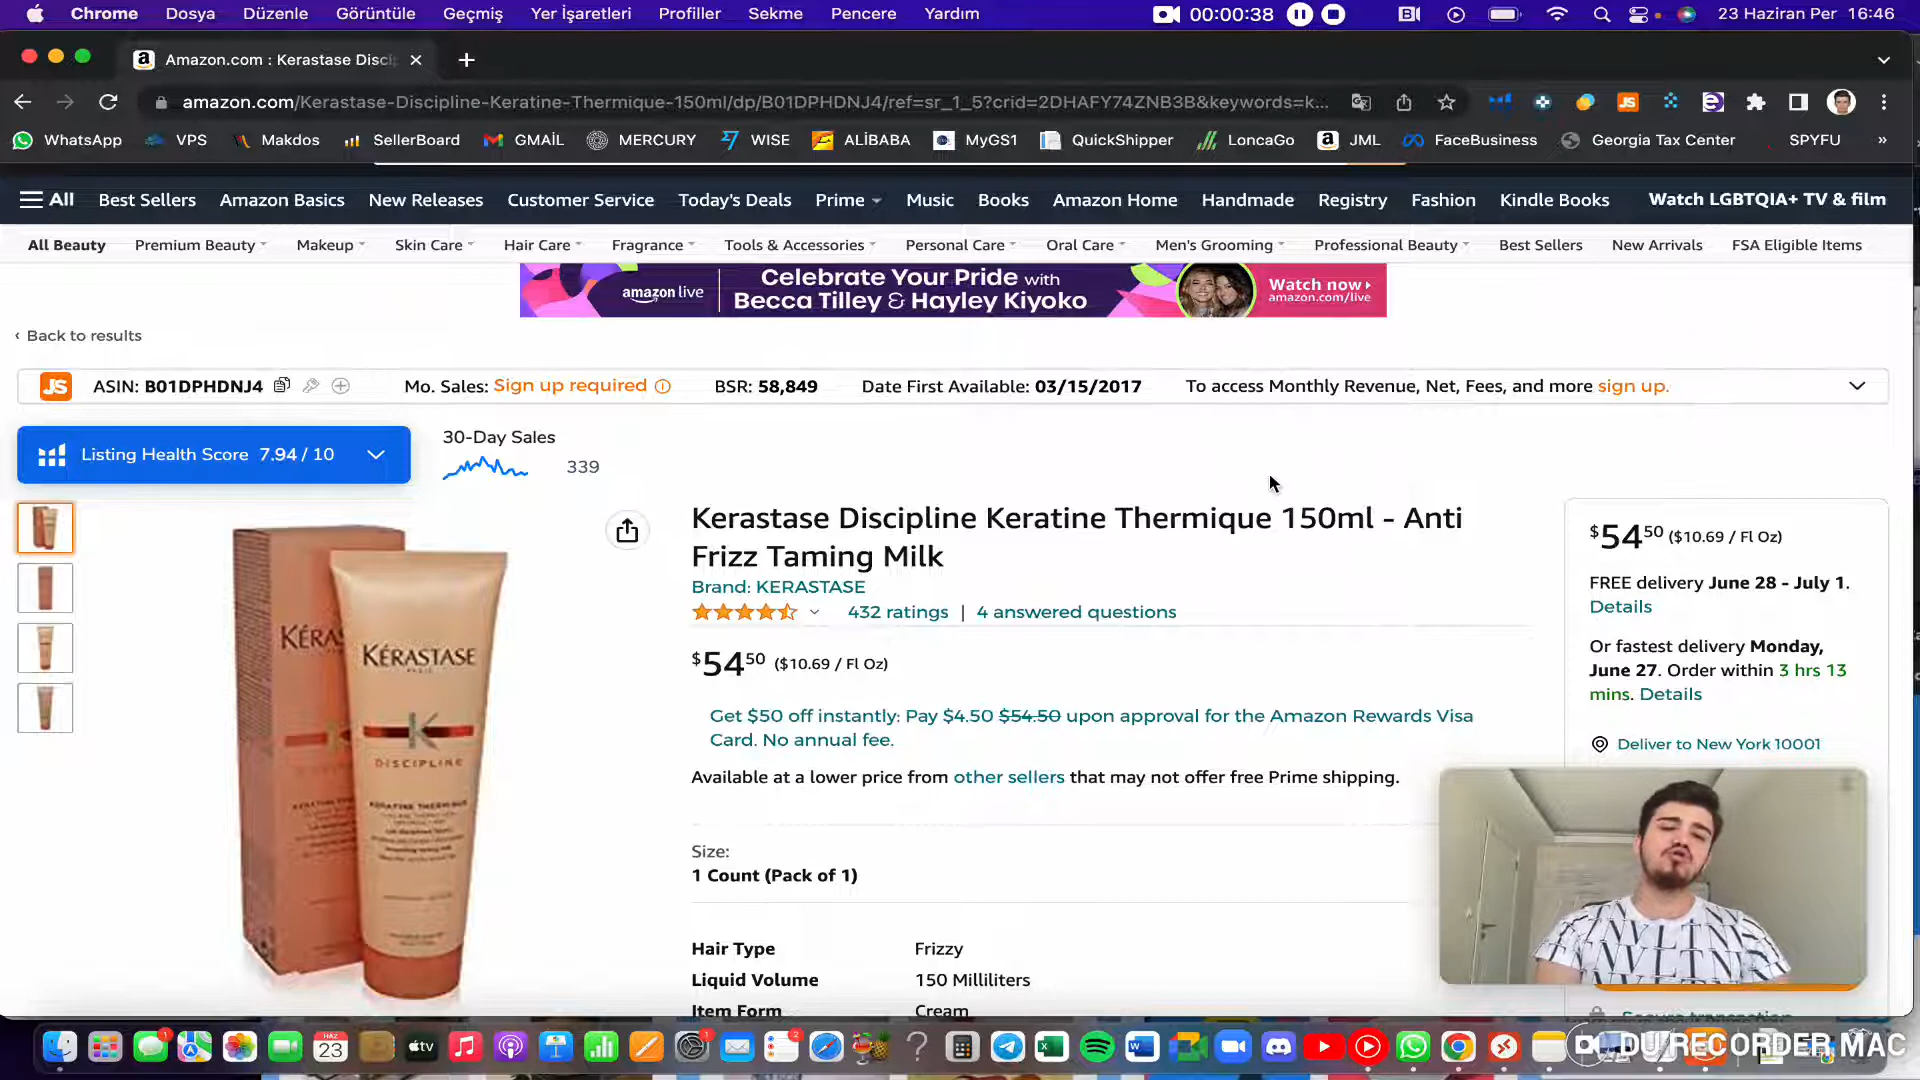 Chrome Dosya Düzenle Görüntüle Geçmiş Yer İşaretleri Profiller Sekme Pencere Yardım 00:00:38 23 Haziran Per 16:46
Amazon.com : Kerastase Disci
amazon.com/Kerastase-Discipline-Keratine-Thermique-150ml/dp/B01DPHDNJ4/ref=sr_1_5?crid=2DHAFY74ZNB3B&keywords=k...
WhatsApp VPS Makdos SellerBoard GMAİL MERCURY WISE ALİBABA MyGS1 QuickShipper LoncaGo JML FaceBusiness Georgia Tax Center SPYFU »
All Best Sellers Amazon Basics New Releases Customer Service Today's Deals Prime Music Books Amazon Home Handmade Registry Fashion Kindle Books Watch LGBTQIA+ TV & film
All Beauty Premium Beauty Makeup Skin Care Hair Care Fragrance Tools & Accessories Personal Care Oral Care Men's Grooming Professional Beauty Best Sellers New Arrivals FSA Eligible Items
amazon live
Celebrate Your Pride with
Becca Tilley & Hayley Kiyoko
Watch now
amazon.com/live
‹ Back to results
JS ASIN: B01DPHDNJ4 Mo. Sales: Sign up required BSR: 58,849 Date First Available: 03/15/2017 To access Monthly Revenue, Net, Fees, and more sign up.
Listing Health Score 7.94 / 10
30-Day Sales
339
KÉRASTASE
PARIS
DISCIPLINE
KERATINE THERMIQUE
Kerastase Discipline Keratine Thermique 150ml - Anti
Frizz Taming Milk
Brand: KERASTASE
432 ratings | 4 answered questions
$54.50 ($10.69 / Fl Oz)
Get $50 off instantly: Pay $4.50 $54.50 upon approval for the Amazon Rewards Visa
Card. No annual fee.
Available at a lower price from other sellers that may not offer free Prime shipping.
Size:
1 Count (Pack of 1)
Hair Type Frizzy
Liquid Volume 150 Milliliters
Item Form Cream
$54.50 ($10.69 / Fl Oz)
FREE delivery June 28 - July 1.
Details
Or fastest delivery Monday,
June 27. Order within 3 hrs 13
mins. Details
Deliver to New York 10001
Secure transaction
HAZ
23
tv
DU RECORDER MAC